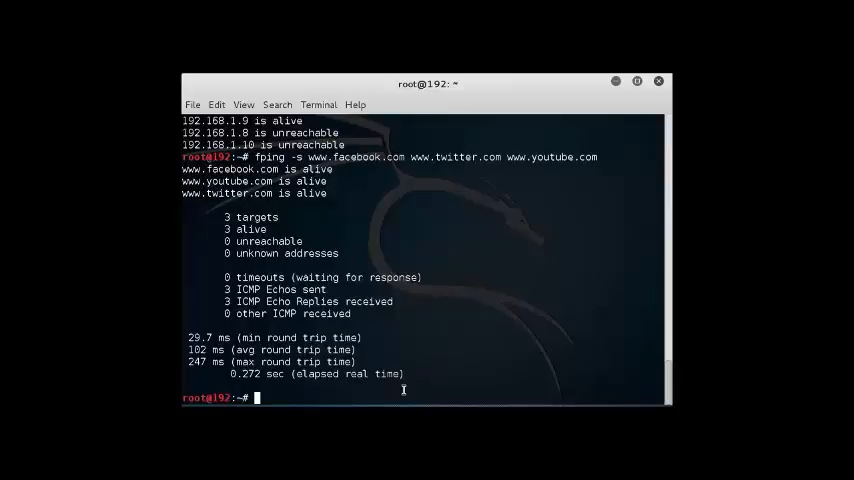 root@192: ~
File Edit View Search Terminal Help
192.168.1.9 is alive
192.168.1.8 is unreachable
192.168.1.10 is unreachable
root@192:~# fping -s www.facebook.com www.twitter.com www.youtube.com
www.facebook.com is alive
www.youtube.com is alive
www.twitter.com is alive
3 targets
3 alive
0 unreachable
0 unknown addresses
0 timeouts (waiting for response)
3 ICMP Echos sent
3 ICMP Echo Replies received
0 other ICMP received
29.7 ms (min round trip time)
102 ms (avg round trip time)
247 ms (max round trip time)
0.272 sec (elapsed real time)
root@192:~#